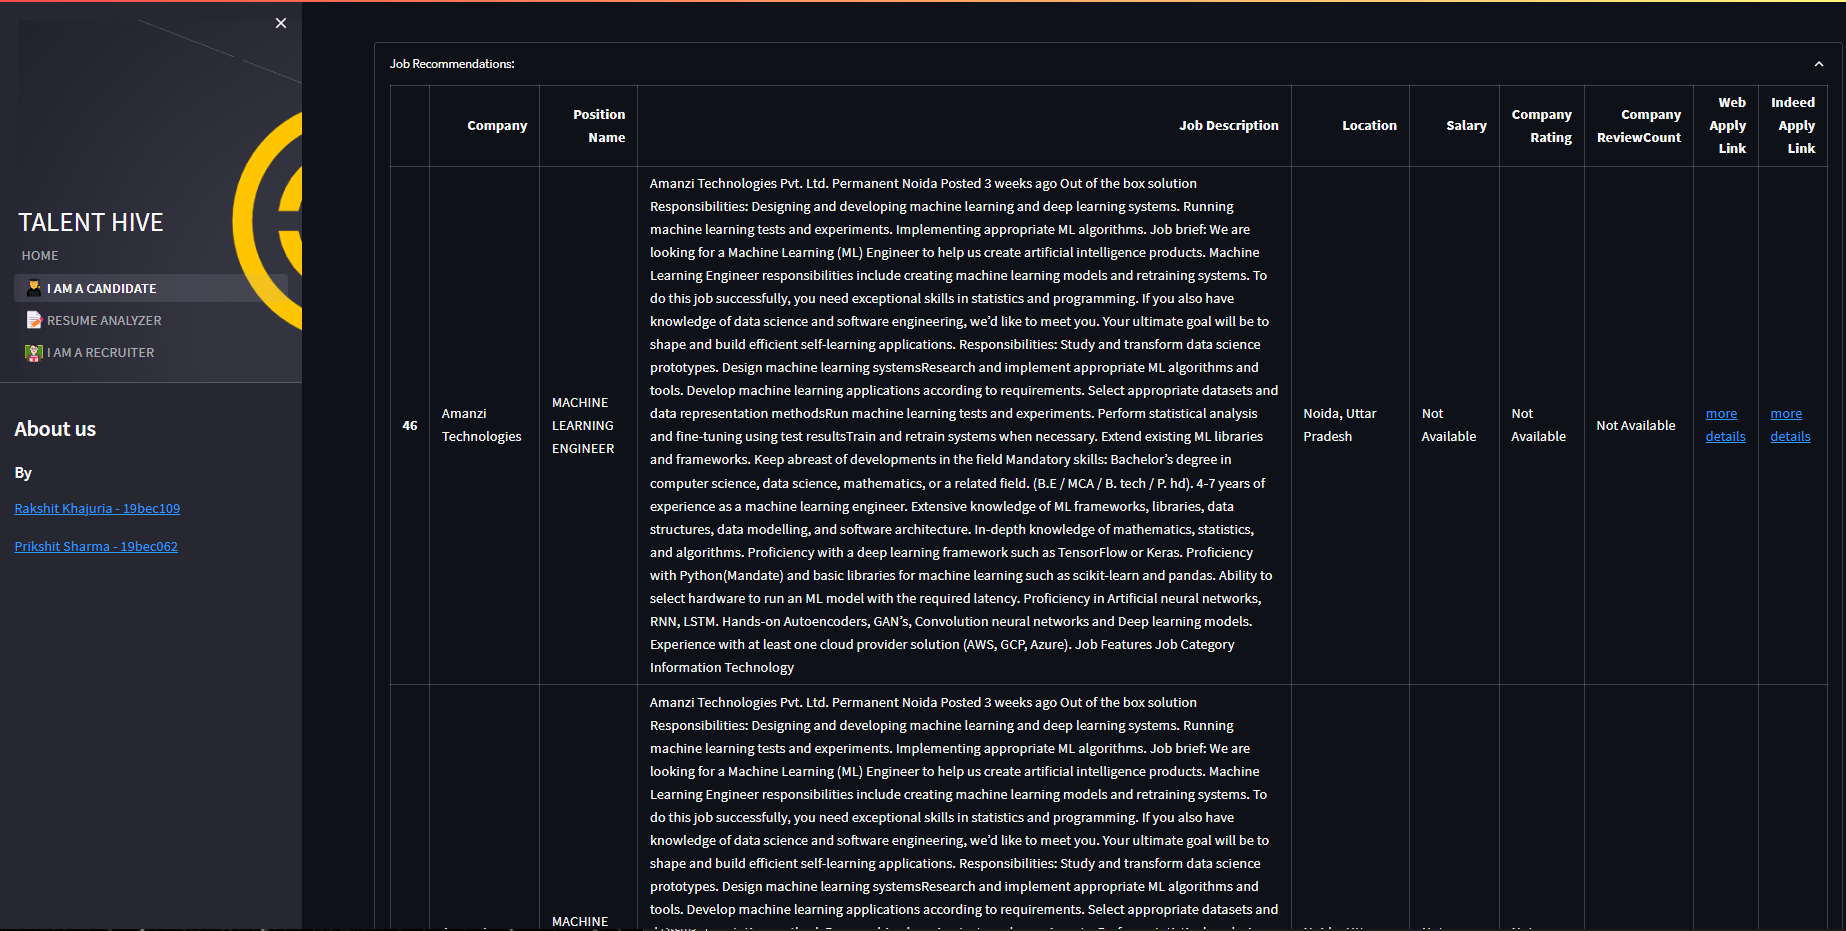 TALENT HIVE
HOME
I AM A CANDIDATE
RESUME ANALYZER
I AM A RECRUITER
About us
By
Rakshit Khajuria - 19bec109
Prikshit Sharma - 19bec062
Job Recommendations:
Company
Position
Name
Job Description
Location
Salary
Company
Rating
Company
ReviewCount
Web
Apply
Link
Indeed
Apply
Link
46
Amanzi
Technologies
MACHINE
LEARNING
ENGINEER
Amanzi Technologies Pvt. Ltd. Permanent Noida Posted 3 weeks ago Out of the box solution
Responsibilities: Designing and developing machine learning and deep learning systems. Running
machine learning tests and experiments. Implementing appropriate ML algorithms. Job brief: We are
looking for a Machine Learning (ML) Engineer to help us create artificial intelligence products. Machine
Learning Engineer responsibilities include creating machine learning models and retraining systems. To
do this job successfully, you need exceptional skills in statistics and programming. If you also have
knowledge of data science and software engineering, we’d like to meet you. Your ultimate goal will be to
shape and build efficient self-learning applications. Responsibilities: Study and transform data science
prototypes. Design machine learning systemsResearch and implement appropriate ML algorithms and
tools. Develop machine learning applications according to requirements. Select appropriate datasets and
data representation methodsRun machine learning tests and experiments. Perform statistical analysis
and fine-tuning using test resultsTrain and retrain systems when necessary. Extend existing ML libraries
and frameworks. Keep abreast of developments in the field Mandatory skills: Bachelor’s degree in
computer science, data science, mathematics, or a related field. (B.E / MCA / B. tech / P. hd). 4-7 years of
experience as a machine learning engineer. Extensive knowledge of ML frameworks, libraries, data
structures, data modelling, and software architecture. In-depth knowledge of mathematics, statistics,
and algorithms. Proficiency with a deep learning framework such as TensorFlow or Keras. Proficiency
with Python(Mandate) and basic libraries for machine learning such as scikit-learn and pandas. Ability to
select hardware to run an ML model with the required latency. Proficiency in Artificial neural networks,
RNN, LSTM. Hands-on Autoencoders, GAN’s, Convolution neural networks and Deep learning models.
Experience with at least one cloud provider solution (AWS, GCP, Azure). Job Features Job Category
Information Technology
Noida, Uttar
Pradesh
Not
Available
Not
Available
Not Available
more
details
more
details
MACHINE
Amanzi Technologies Pvt. Ltd. Permanent Noida Posted 3 weeks ago Out of the box solution
Responsibilities: Designing and developing machine learning and deep learning systems. Running
machine learning tests and experiments. Implementing appropriate ML algorithms. Job brief: We are
looking for a Machine Learning (ML) Engineer to help us create artificial intelligence products. Machine
Learning Engineer responsibilities include creating machine learning models and retraining systems. To
do this job successfully, you need exceptional skills in statistics and programming. If you also have
knowledge of data science and software engineering, we’d like to meet you. Your ultimate goal will be to
shape and build efficient self-learning applications. Responsibilities: Study and transform data science
prototypes. Design machine learning systemsResearch and implement appropriate ML algorithms and
tools. Develop machine learning applications according to requirements. Select appropriate datasets and